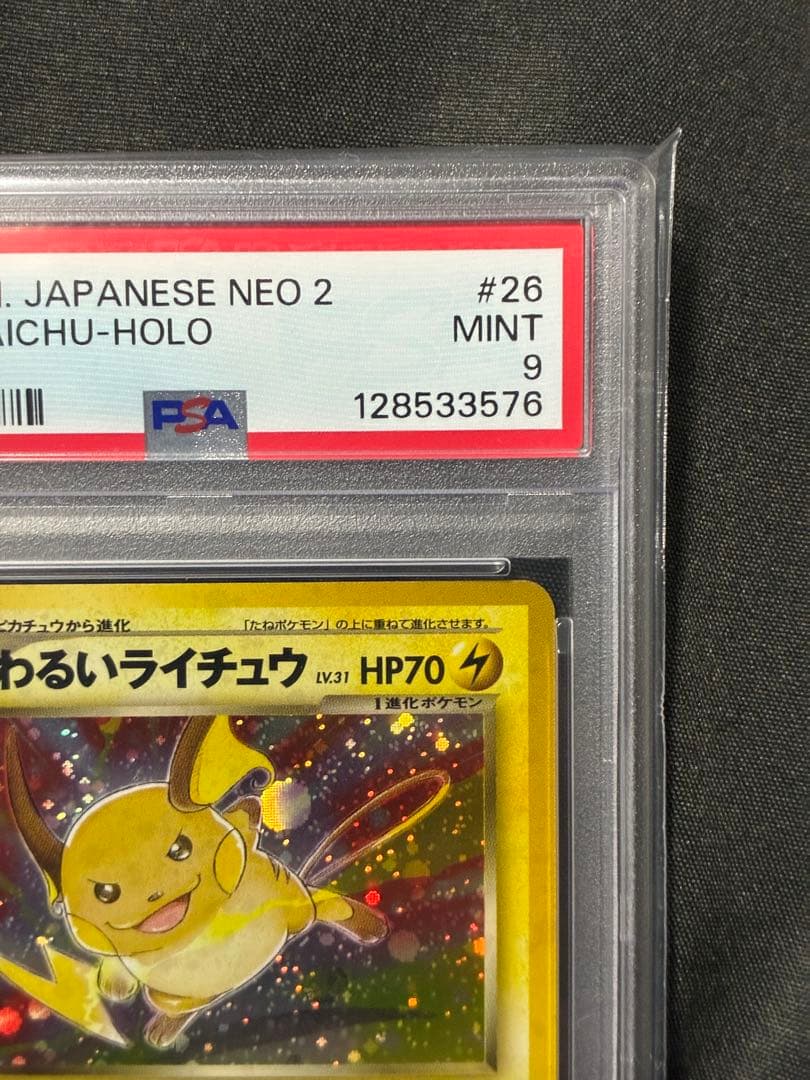 . JAPANESE NEO 2 #26
AICHU-HOLO MINT
9
PSA 128533576
ピカチュウから進化 「たねポケモン」の上に重ねて進化させます。
わるいライチュウ LV.31 HP70
1進化ポケモン